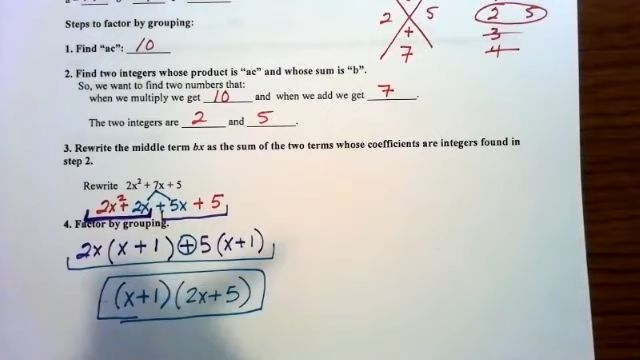 Steps to factor by grouping:
1. Find "ac": 10
2 5
+
7
2 5
3
4
2. Find two integers whose product is "ac" and whose sum is "b".
So, we want to find two numbers that:
when we multiply we get 10 and when we add we get 7.
The two integers are 2 and 5.
3. Rewrite the middle term bx as the sum of the two terms whose coefficients are integers found in
step 2.
Rewrite 2x² + 7x + 5
2x² + 2x + 5x + 5
4. Factor by grouping.
2x (x + 1) + 5 (x+1)
(x+1) (2x+5)